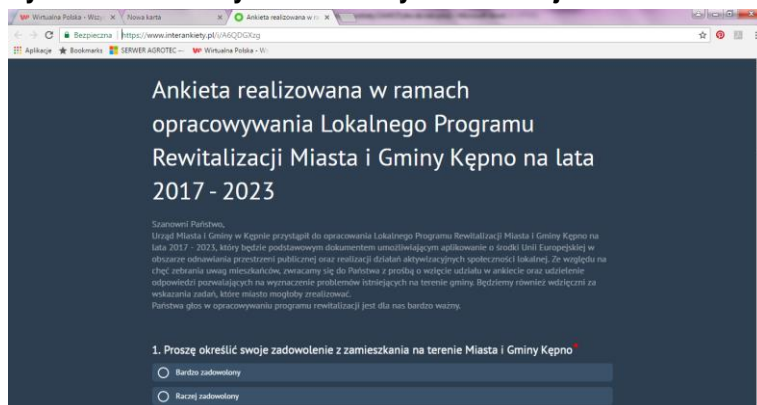 Wirtualna Polska - Wszy
Nowa karta
Ankieta realizowana w ra
Bezpieczna
https://www.interankiety.pl/i/A6QDGXzg
Aplikacje
Bookmarks
SERWER AGROTEC —
Wirtualna Polska - W
Ankieta realizowana w ramach
opracowywania Lokalnego Programu
Rewitalizacji Miasta i Gminy Kępno na lata
2017 - 2023
Szanowni Państwo,
Urząd Miasta i Gminy w Kępnie przystąpił do opracowania Lokalnego Programu Rewitalizacji Miasta i Gminy Kępno na
lata 2017 - 2023, który będzie podstawowym dokumentem umożliwiającym aplikowanie o środki Unii Europejskiej w
obszarze odnawiania przestrzeni publicznej oraz realizacji działań aktywizacyjnych społeczności lokalnej. Ze względu na
chęć zebrania uwag mieszkańców, zwracamy się do Państwa z prośbą o wzięcie udziału w ankiecie oraz udzielenie
odpowiedzi pozwalających na wyznaczenie problemów istniejących na terenie gminy. Będziemy również wdzięczni za
wskazania zadań, które miasto mogłoby zrealizować.
Państwa głos w opracowywaniu programu rewitalizacji jest dla nas bardzo ważny.
1. Proszę określić swoje zadowolenie z zamieszkania na terenie Miasta i Gminy Kępno*
Bardzo zadowolony
Raczej zadowolony